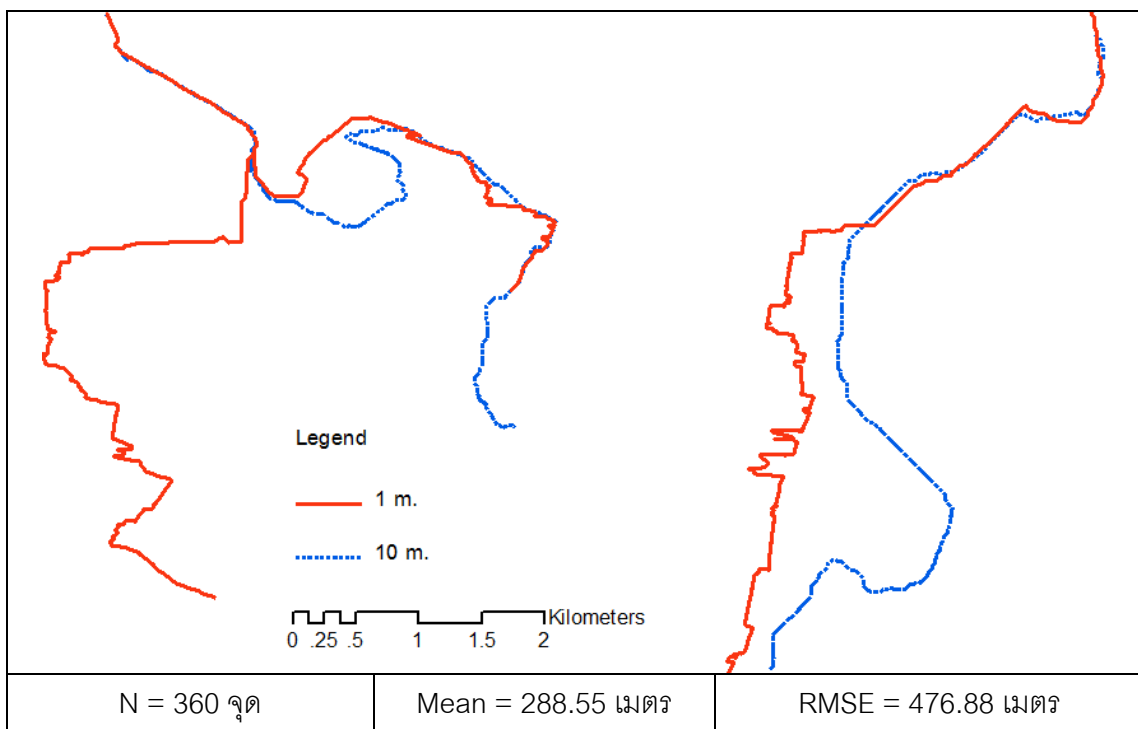 Legend
1 m.
10 m.
Kilometers
0 .25 .5 1 1.5 2
N = 360 จุด
Mean = 288.55 เมตร
RMSE = 476.88 เมตร